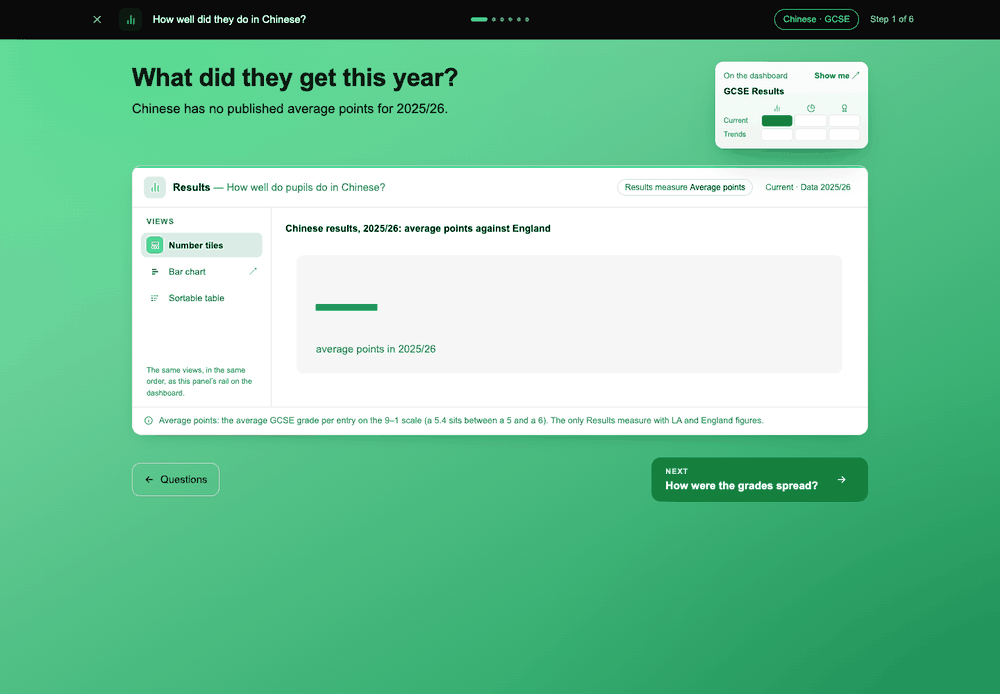 How well did they do in Chinese?
Chinese · GCSE
Step 1 of 6
What did they get this year?
Chinese has no published average points for 2025/26.
On the dashboard
Show me
GCSE Results
Current
Trends
Results — How well do pupils do in Chinese?
Results measure Average points
Current · Data 2025/26
VIEWS
Number tiles
Bar chart
Sortable table
The same views, in the same
order, as this panel's rail on the
dashboard.
Chinese results, 2025/26: average points against England
average points in 2025/26
Average points: the average GCSE grade per entry on the 9–1 scale (a 5.4 sits between a 5 and a 6). The only Results measure with LA and England figures.
Questions
NEXT
How were the grades spread?